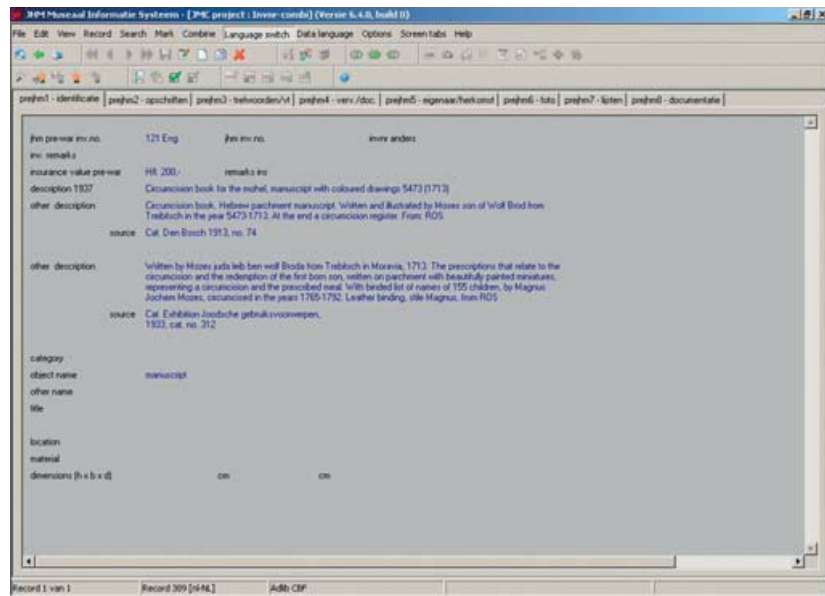 JHM Museaal Informatie Systeem - [JMC project : Invnr-combi] (Versie 6.4.0, build 0)
File Edit View Record Search Mark Combine Language switch Data language Options Screen tabs Help
prejhm1 - identificatie prejhm2 - opschriften prejhm3 - trefwoorden/vt prejhm4 - verv./doc. prejhm5 - eigenaar/herkomst prejhm6 - foto prejhm7 - lijsten prejhm8 - documentatie
jhm pre-war inv.no. 121 Eng jhm inv.no. invnr anders
inv. remarks
insurance value pre-war Hfl. 200,- remarks ins
description 1937 Circumcision book for the mohel, manuscript with coloured drawings 5473 (1713)
other description Circumcision book. Hebrew parchment manuscript. Written and illustrated by Moses son of Wolf Brod from
Trebitsch in the year 5473-1713. At the end a circumcision register. From: ROS
source Cat. Den Bosch 1913, no. 74
other description Written by Mozes juda leib ben wolf Broda from Trebitsch in Moravia, 1713. The prescriptions that relate to the
circumcision and the redemption of the first born son, written on parchment with beautifully painted miniatures,
representing a circumcision and the prescribed meal. With binded list of names of 155 children, by Magnus
Jochem Mozes, circumcised in the years 1765-1792. Leather binding, stile Magnus, from ROS
source Cat. Exhibition Joodsche gebruiksvoorwerpen,
1933, cat. no. 312
category
object name manuscript
other name
title
location
material
dimensions (h x b x d) cm cm
Record 1 van 1 Record 309 [nl-NL] Adlib CBF